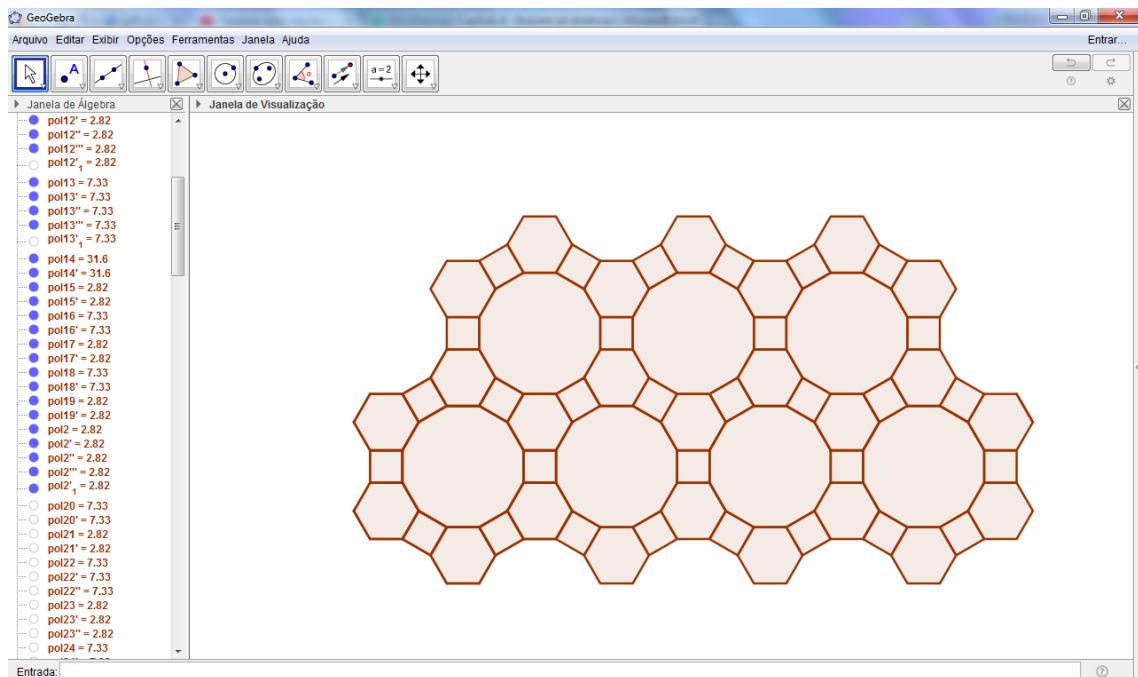 GeoGebra
Arquivo Editar Exibir Opções Ferramentas Janela Ajuda
Entrar...
A
α
a=2
Janela de Álgebra
Janela de Visualização
pol12' = 2.82
pol12'' = 2.82
pol12''' = 2.82
pol12'₁ = 2.82
pol13 = 7.33
pol13' = 7.33
pol13'' = 7.33
pol13''' = 7.33
pol13'₁ = 7.33
pol14 = 31.6
pol14' = 31.6
pol15 = 2.82
pol15' = 2.82
pol16 = 7.33
pol16' = 7.33
pol17 = 2.82
pol17' = 2.82
pol18 = 7.33
pol18' = 7.33
pol19 = 2.82
pol19' = 2.82
pol2 = 2.82
pol2' = 2.82
pol2'' = 2.82
pol2''' = 2.82
pol2'₁ = 2.82
pol20 = 7.33
pol20' = 7.33
pol21 = 2.82
pol21' = 2.82
pol22 = 7.33
pol22' = 7.33
pol22'' = 7.33
pol23 = 2.82
pol23' = 2.82
pol23'' = 2.82
pol24 = 7.33
Entrada: